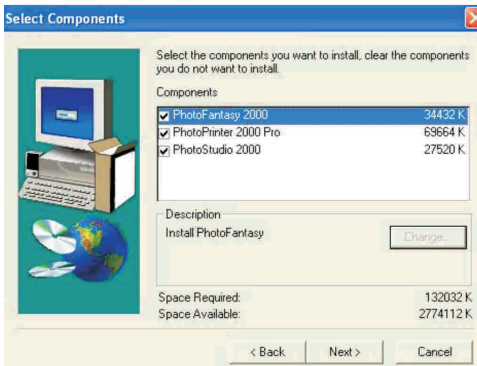 Select Components
Select the components you want to install, clear the components
you do not want to install.
Components
PhotoFantasy 2000 34432 K
PhotoPrinter 2000 Pro 69664 K
PhotoStudio 2000 27520 K
Description
Install PhotoFantasy
Change...
Space Required: 132032 K
Space Available: 2774112 K
< Back Next > Cancel